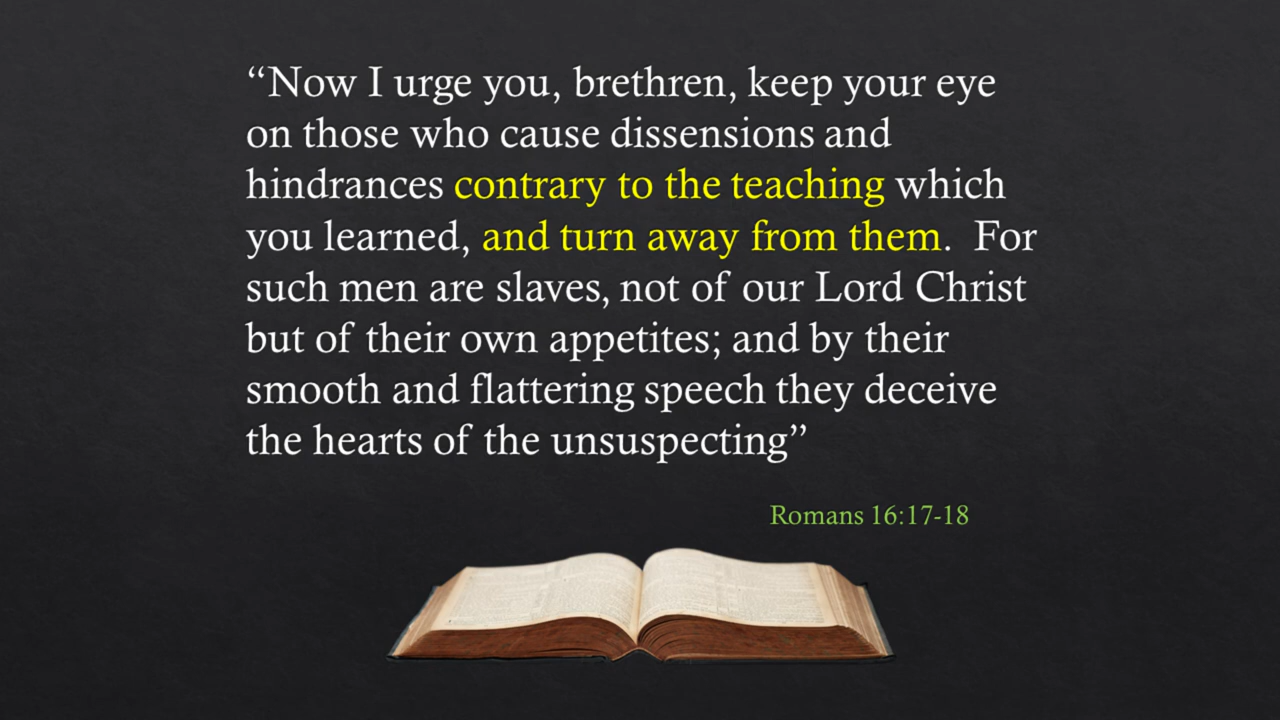 “Now I urge you, brethren, keep your eye
on those who cause dissensions and
hindrances contrary to the teaching which
you learned, and turn away from them.  For
such men are slaves, not of our Lord Christ
but of their own appetites; and by their
smooth and flattering speech they deceive
the hearts of the unsuspecting”
Romans 16:17-18